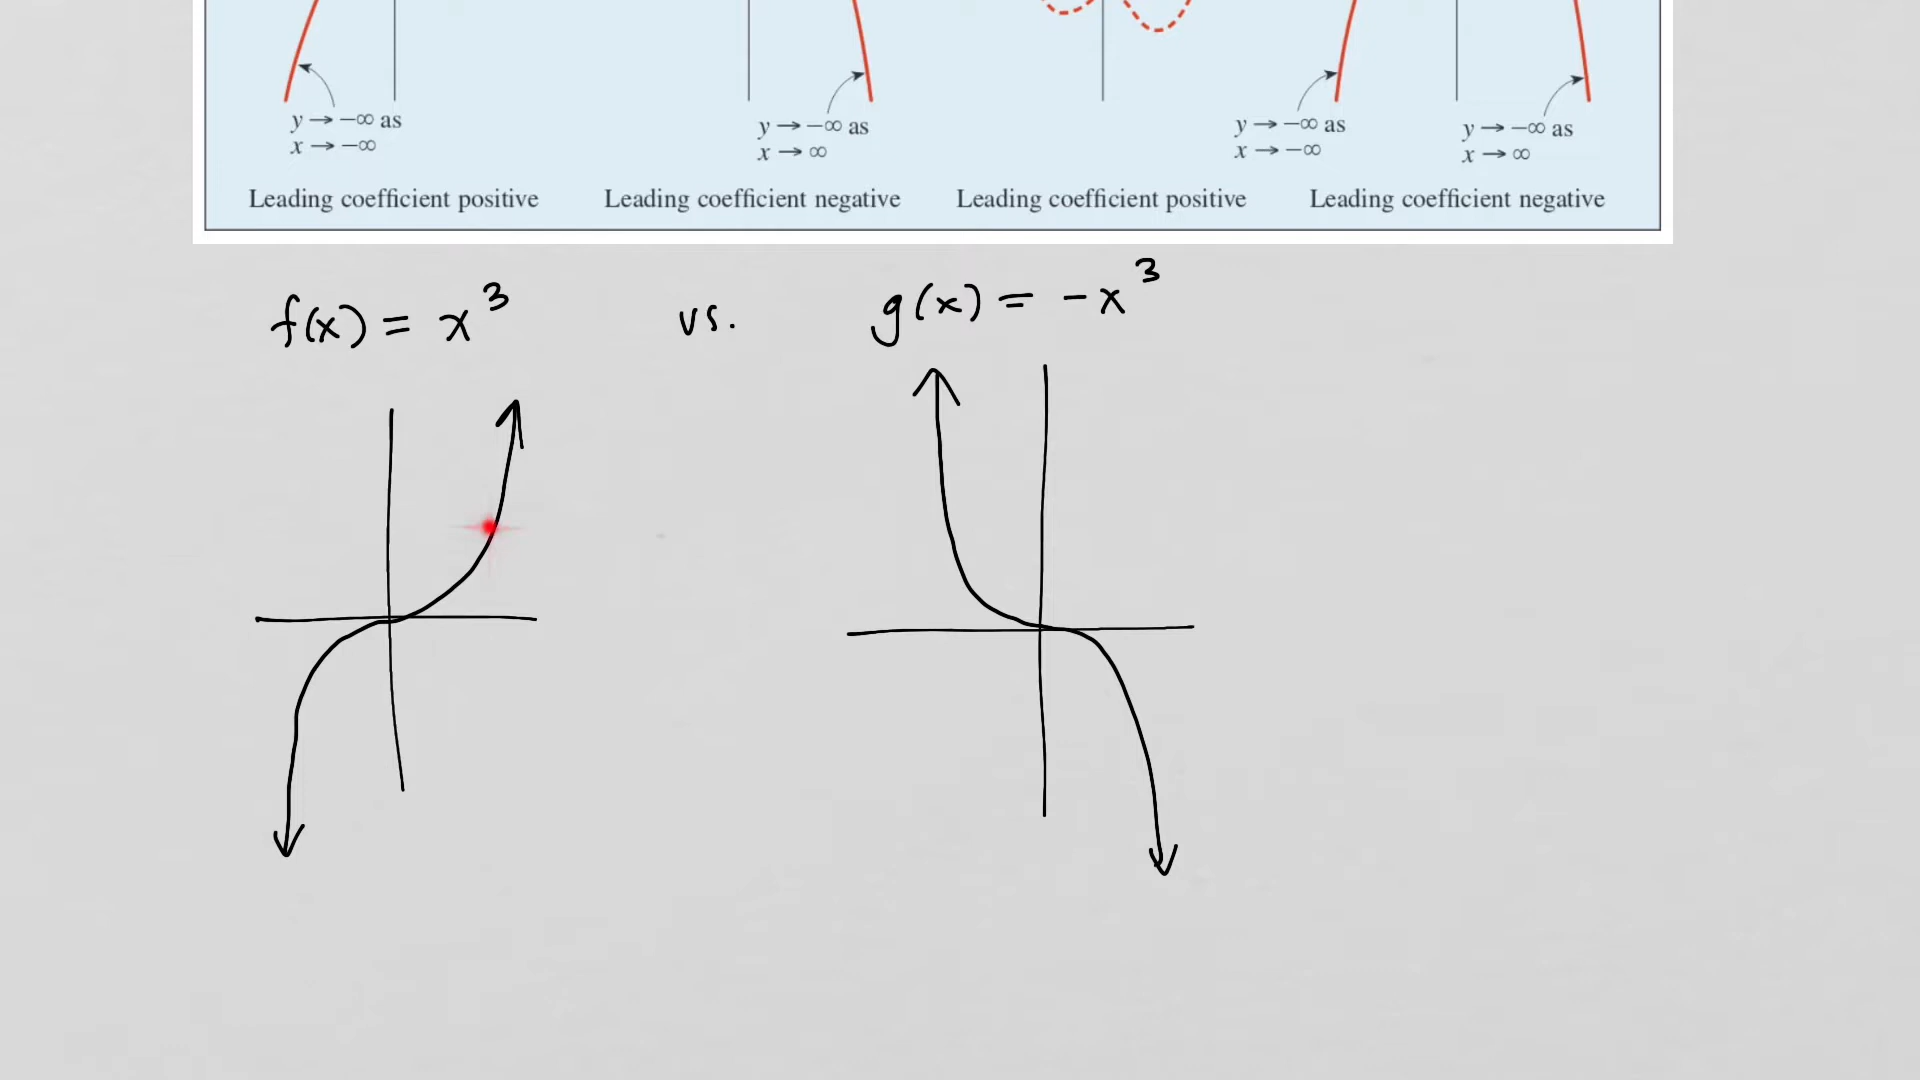 y → −∞ as
x → −∞
y → −∞ as
x → ∞
y → −∞ as
x → −∞
y → −∞ as
x → ∞
Leading coefficient positive
Leading coefficient negative
Leading coefficient positive
Leading coefficient negative
f(x) = x³
vs.
g(x) = -x³